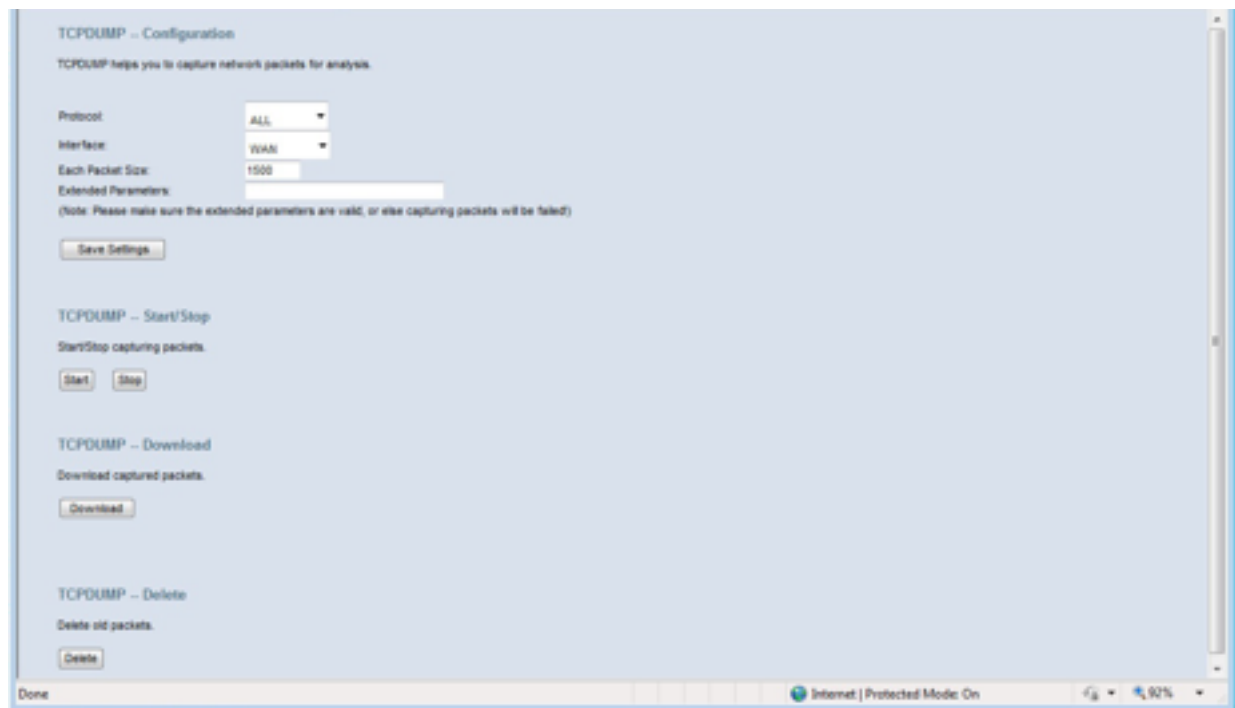 TCPDUMP -- Configuration
TCPDUMP helps you to capture network packets for analysis.
Protocol: ALL
Interface: WAN
Each Packet Size: 1500
Extended Parameters:
(Note: Please make sure the extended parameters are valid, or else capturing packets will be failed!)
Save Settings
TCPDUMP -- Start/Stop
Start/Stop capturing packets.
Start Stop
TCPDUMP -- Download
Download captured packets.
Download
TCPDUMP -- Delete
Delete old packets.
Delete
Done Internet | Protected Mode: On 92%